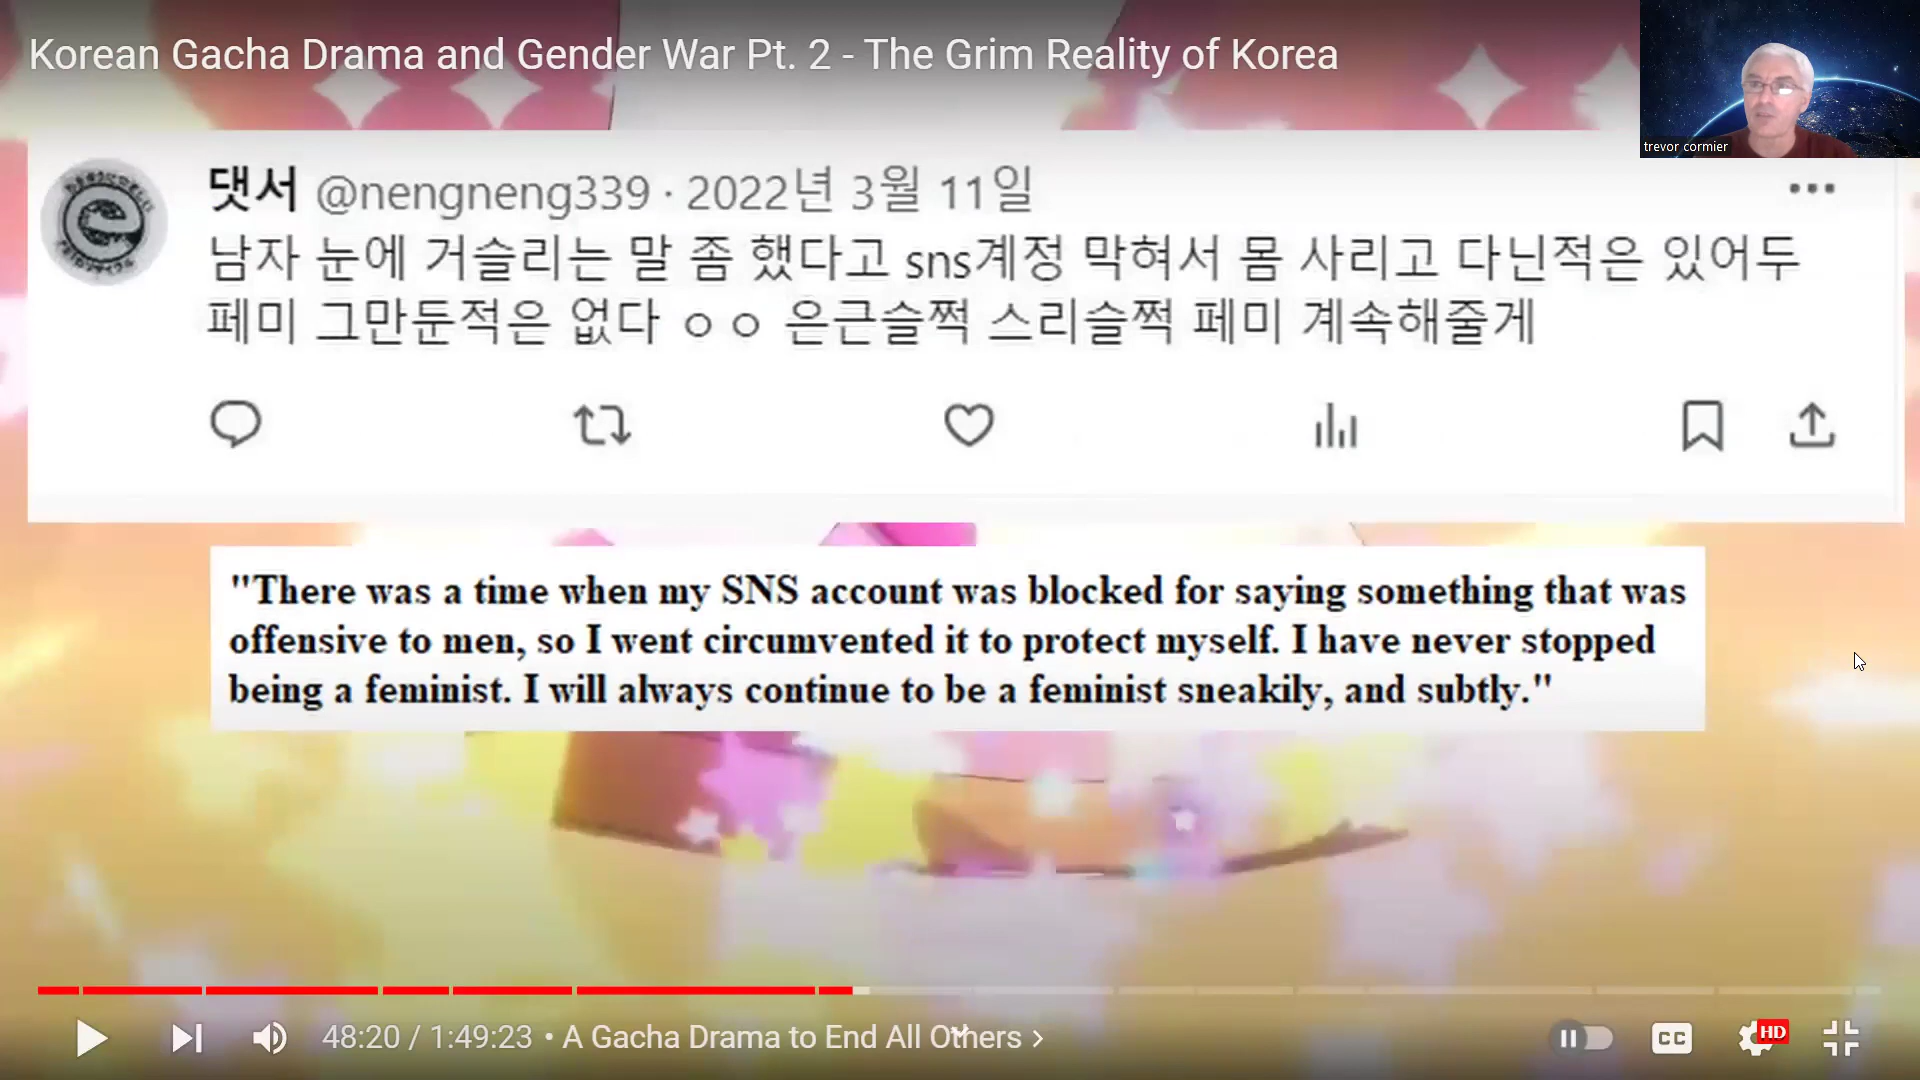 Korean Gacha Drama and Gender War Pt. 2 - The Grim Reality of Korea
trevor cormier
댓서 @nengneng339 · 2022년 3월 11일
남자 눈에 거슬리는 말 좀 했다고 sns계정 막혀서 몸 사리고 다닌적은 있어두
페미 그만둔적은 없다 ㅇㅇ 은근슬쩍 스리슬쩍 페미 계속해줄게
"There was a time when my SNS account was blocked for saying something that was
offensive to men, so I went circumvented it to protect myself. I have never stopped
being a feminist. I will always continue to be a feminist sneakily, and subtly."
48:20 / 1:49:23 • A Gacha Drama to End All Others
CC
HD